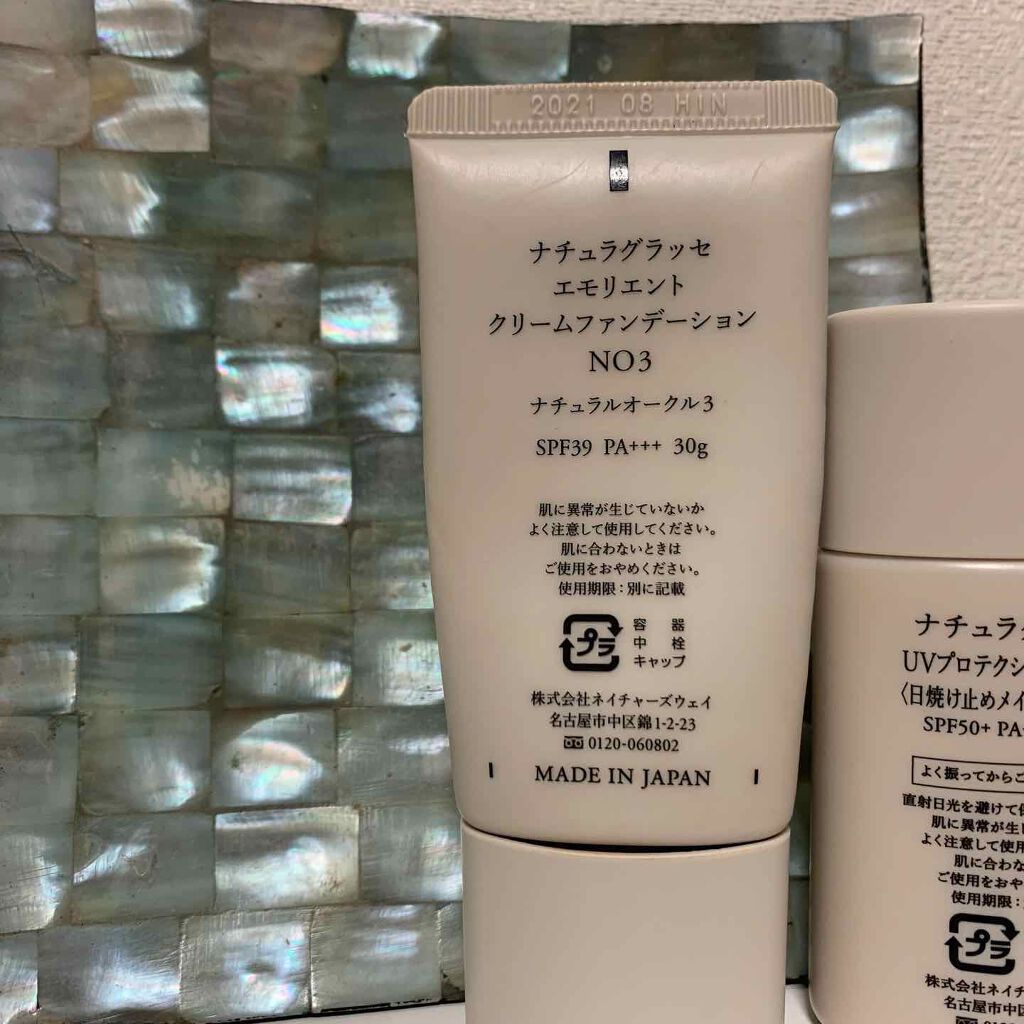 2021 08 HIN
ナチュラグラッセ
エモリエント
クリームファンデーション
NO3
ナチュラルオークル3
SPF39 PA+++ 30g
肌に異常が生じていないか
よく注意して使用してください。
肌に合わないときは
ご使用をおやめください。
使用期限：別に記載
プラ
容器
中栓
キャップ
株式会社ネイチャーズウェイ
名古屋市中区錦1-2-23
0120-060802
MADE IN JAPAN
ナチュラ
UVプロテクシ
〈日焼け止めメイ
SPF50+ PA
よく振ってからご
直射日光を避けて保
肌に異常が生じ
よく注意して使用
肌に合わな
ご使用をおや
使用期限：
プラ
株式会社ネイチ
名古屋市中区